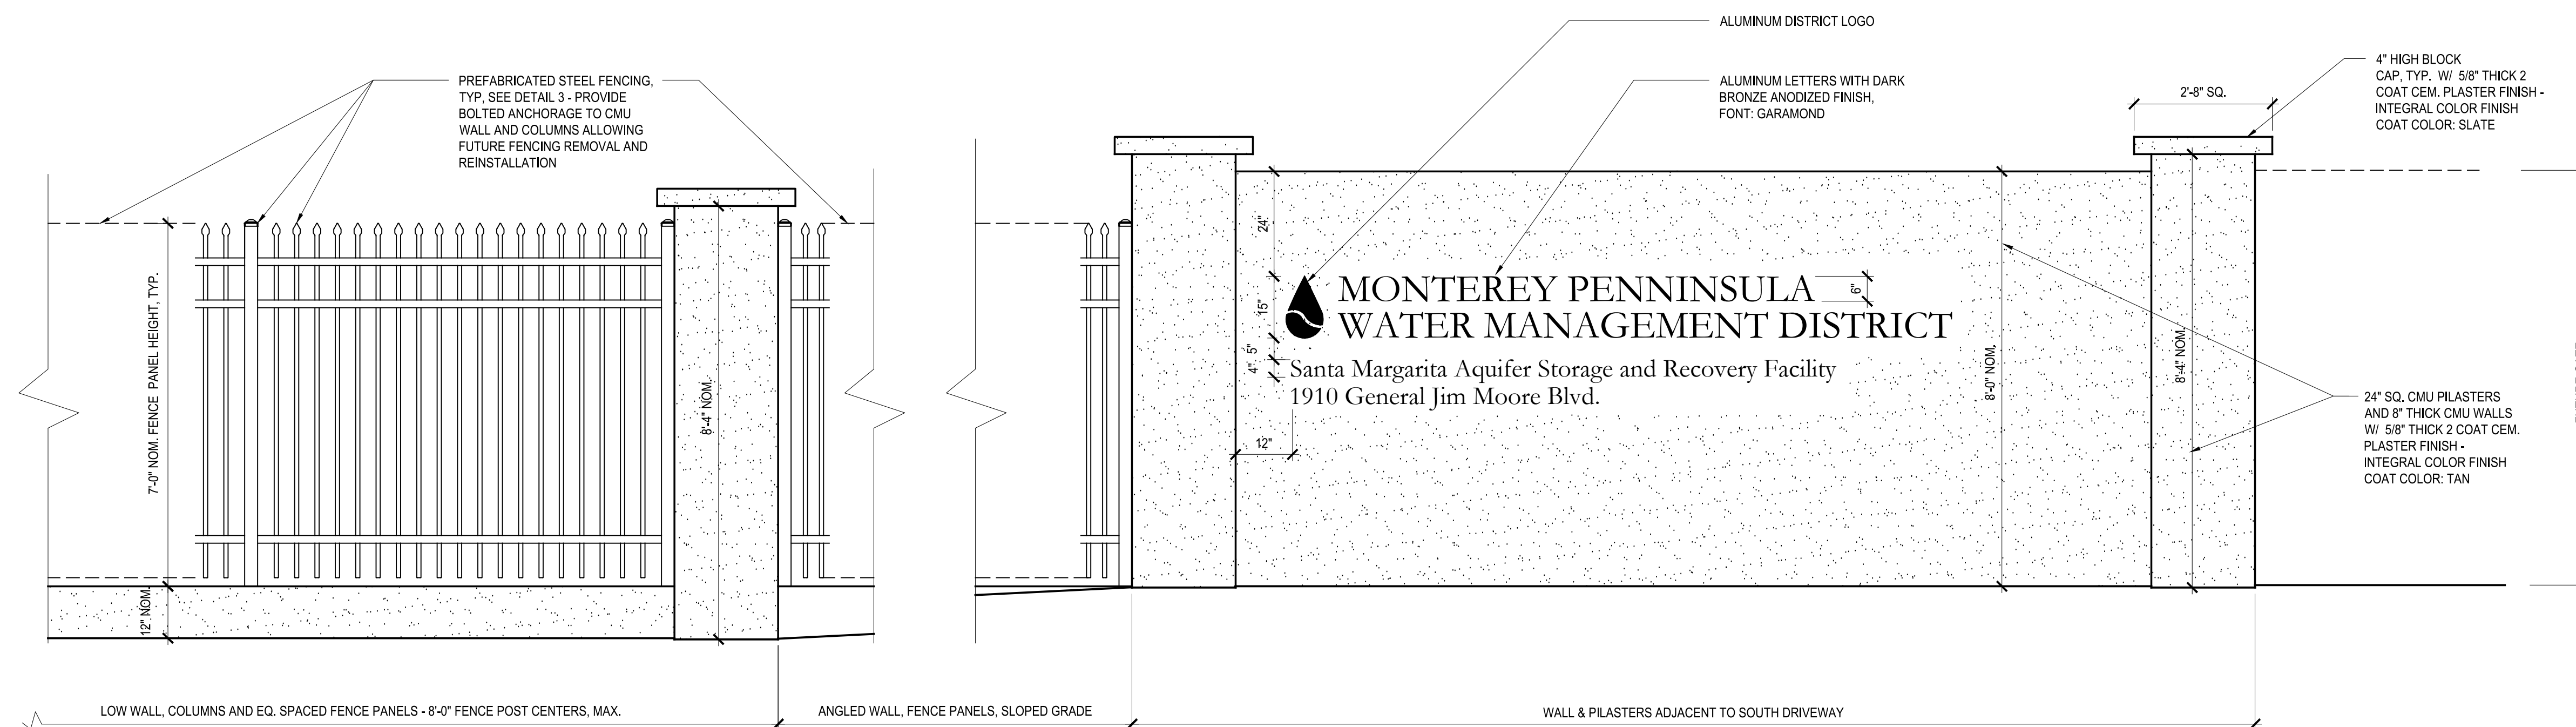 ALUMINUM DISTRICT LOGO
PREFABRICATED STEEL FENCING,
TYP, SEE DETAIL 3 - PROVIDE
BOLTED ANCHORAGE TO CMU
WALL AND COLUMNS ALLOWING
FUTURE FENCING REMOVAL AND
REINSTALLATION
ALUMINUM LETTERS WITH DARK
BRONZE ANODIZED FINISH,
FONT: GARAMOND
2'-8" SQ.
4" HIGH BLOCK
CAP, TYP. W/ 5/8" THICK 2
COAT CEM. PLASTER FINISH -
INTEGRAL COLOR FINISH
COAT COLOR: SLATE
7'-0" NOM. FENCE PANEL HEIGHT, TYP.
12" NOM.
8'-4" NOM.
24"
15"
5"
4"
12"
MONTEREY PENNINSULA
WATER MANAGEMENT DISTRICT
6"
Santa Margarita Aquifer Storage and Recovery Facility
1910 General Jim Moore Blvd.
8'-0" NOM.
8'-4" NOM.
24" SQ. CMU PILASTERS
AND 8" THICK CMU WALLS
W/ 5/8" THICK 2 COAT CEM.
PLASTER FINISH -
INTEGRAL COLOR FINISH
COAT COLOR: TAN
LOW WALL, COLUMNS AND EQ. SPACED FENCE PANELS - 8'-0" FENCE POST CENTERS, MAX.
ANGLED WALL, FENCE PANELS, SLOPED GRADE
WALL & PILASTERS ADJACENT TO SOUTH DRIVEWAY